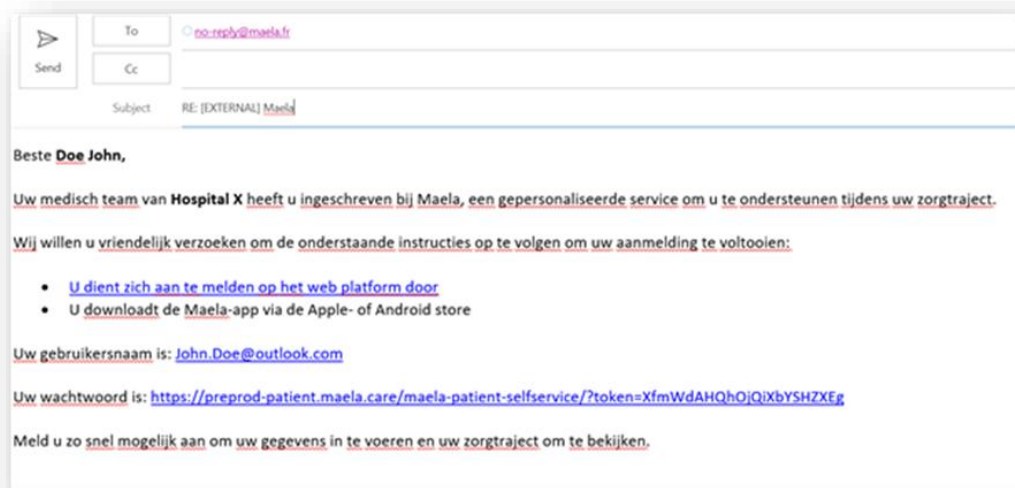 To
no-reply@maela.fr
Send
Cc
Subject
RE: [EXTERNAL] Maela
Beste Doe John,
Uw medisch team van Hospital X heeft u ingeschreven bij Maela, een gepersonaliseerde service om u te ondersteunen tijdens uw zorgtraject.
Wij willen u vriendelijk verzoeken om de onderstaande instructies op te volgen om uw aanmelding te voltooien:
• U dient zich aan te melden op het web platform door
• U downloadt de Maela-app via de Apple- of Android store
Uw gebruikersnaam is: John.Doe@outlook.com
Uw wachtwoord is: https://preprod-patient.maela.care/maela-patient-selfservice/?token=XfmWdAHQhOjQiXbYSHZXEg
Meld u zo snel mogelijk aan om uw gegevens in te voeren en uw zorgtraject om te bekijken.